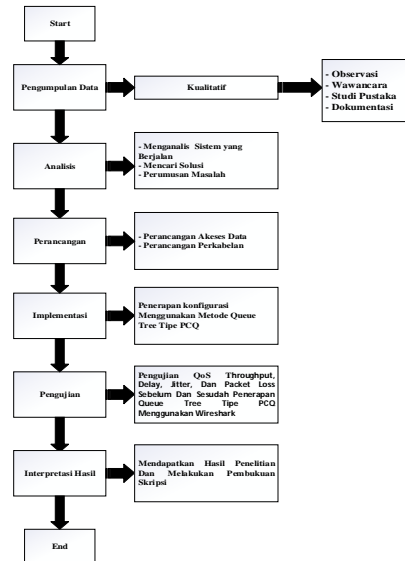 Start
Pengumpulan Data
Kualitatif
- Observasi
- Wawancara
- Studi Pustaka
- Dokumentasi
Analisis
- Menganalis Sistem yang
Berjalan
- Mencari Solusi
- Perumusan Masalah
Perancangan
- Perancangan Akeses Data
- Perancangan Perkabelan
Implementasi
Penerapan konfigurasi
Menggunakan Metode Queue
Tree Tipe PCQ
Pengujian
Pengujian QoS Throughput,
Delay, Jitter, Dan Packet Loss
Sebelum Dan Sesudah Penerapan
Queue Tree Tipe PCQ
Menggunakan Wireshark
Interpretasi Hasil
Mendapatkan Hasil Penelitian
Dan Melakukan Pembukuan
Skripsi
End